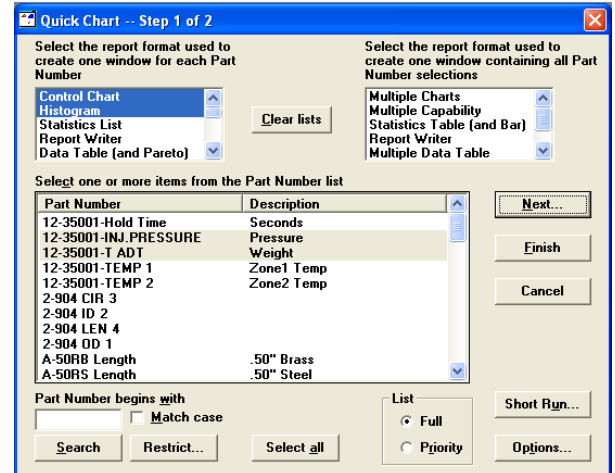 Quick Chart -- Step 1 of 2
Select the report format used to
create one window for each Part
Number
Select the report format used to
create one window containing all Part
Number selections
Control Chart
Histogram
Statistics List
Report Writer
Data Table (and Pareto)
Clear lists
Multiple Charts
Multiple Capability
Statistics Table (and Bar)
Report Writer
Multiple Data Table
Select one or more items from the Part Number list
Part Number Description
12-35001-Hold Time Seconds
12-35001-INJ.PRESSURE Pressure
12-35001-T ADT Weight
12-35001-TEMP 1 Zone1 Temp
12-35001-TEMP 2 Zone2 Temp
2-904 CIR 3
2-904 ID 2
2-904 LEN 4
2-904 OD 1
A-50RB Length .50" Brass
A-50RS Length .50" Steel
Next...
Finish
Cancel
Part Number begins with
Match case
Search
Restrict...
Select all
List
Full
Priority
Short Run...
Options...